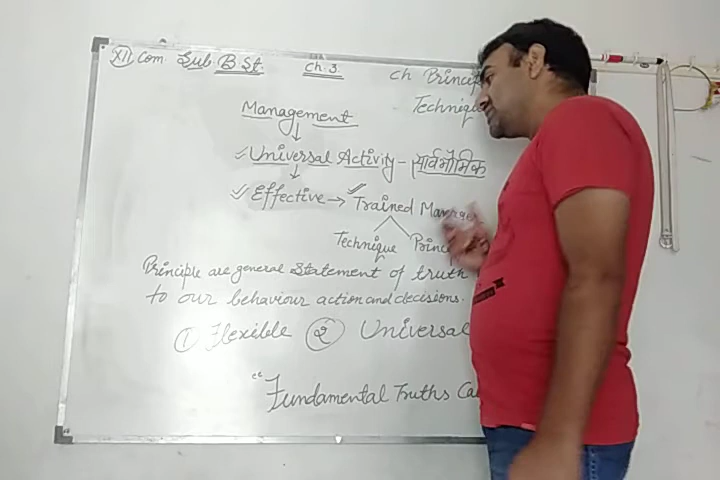 XII Com. Sub B.St. ch 3. ch
Management
✓ Universal Activity - सार्वभौमिक
✓ Effective → ✓ Trained
Technique
Principle are general Statement of truth
to our behaviour action and decisions.
① Flexible ② Universal
"Fundamental Truths